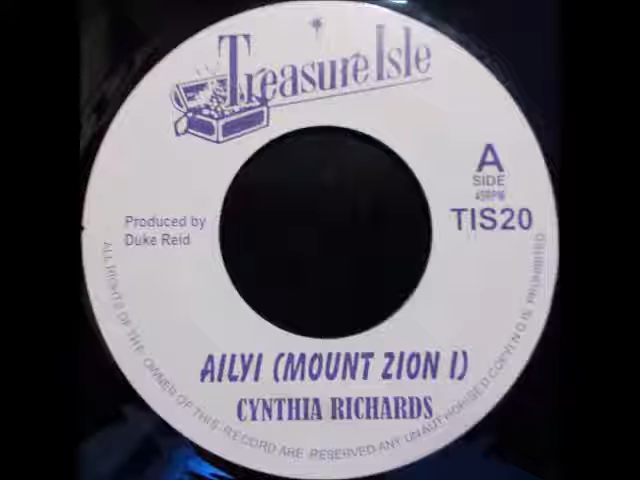 Treasure Isle
A
SIDE
45RPM
TIS20
Produced by
Duke Reid
AILYI (MOUNT ZION I)
CYNTHIA RICHARDS
ALL RIGHTS OF THE OWNER OF THIS RECORD ARE RESERVED ANY UNAUTHORISED COPYING IS PROHIBITED